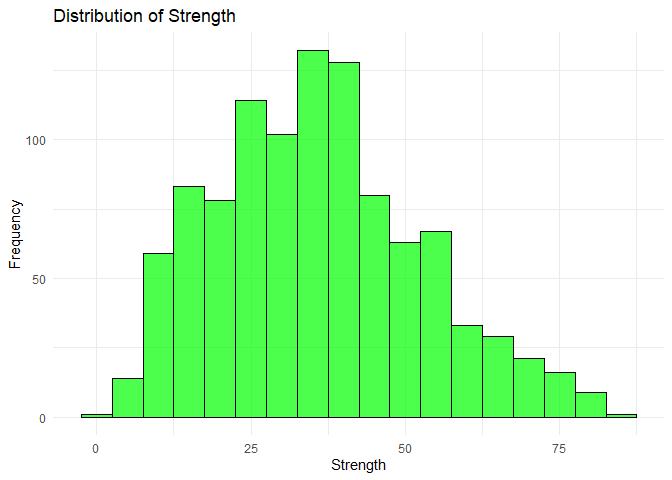 Distribution of Strength
100
50
0
Frequency
0 25 50 75
Strength